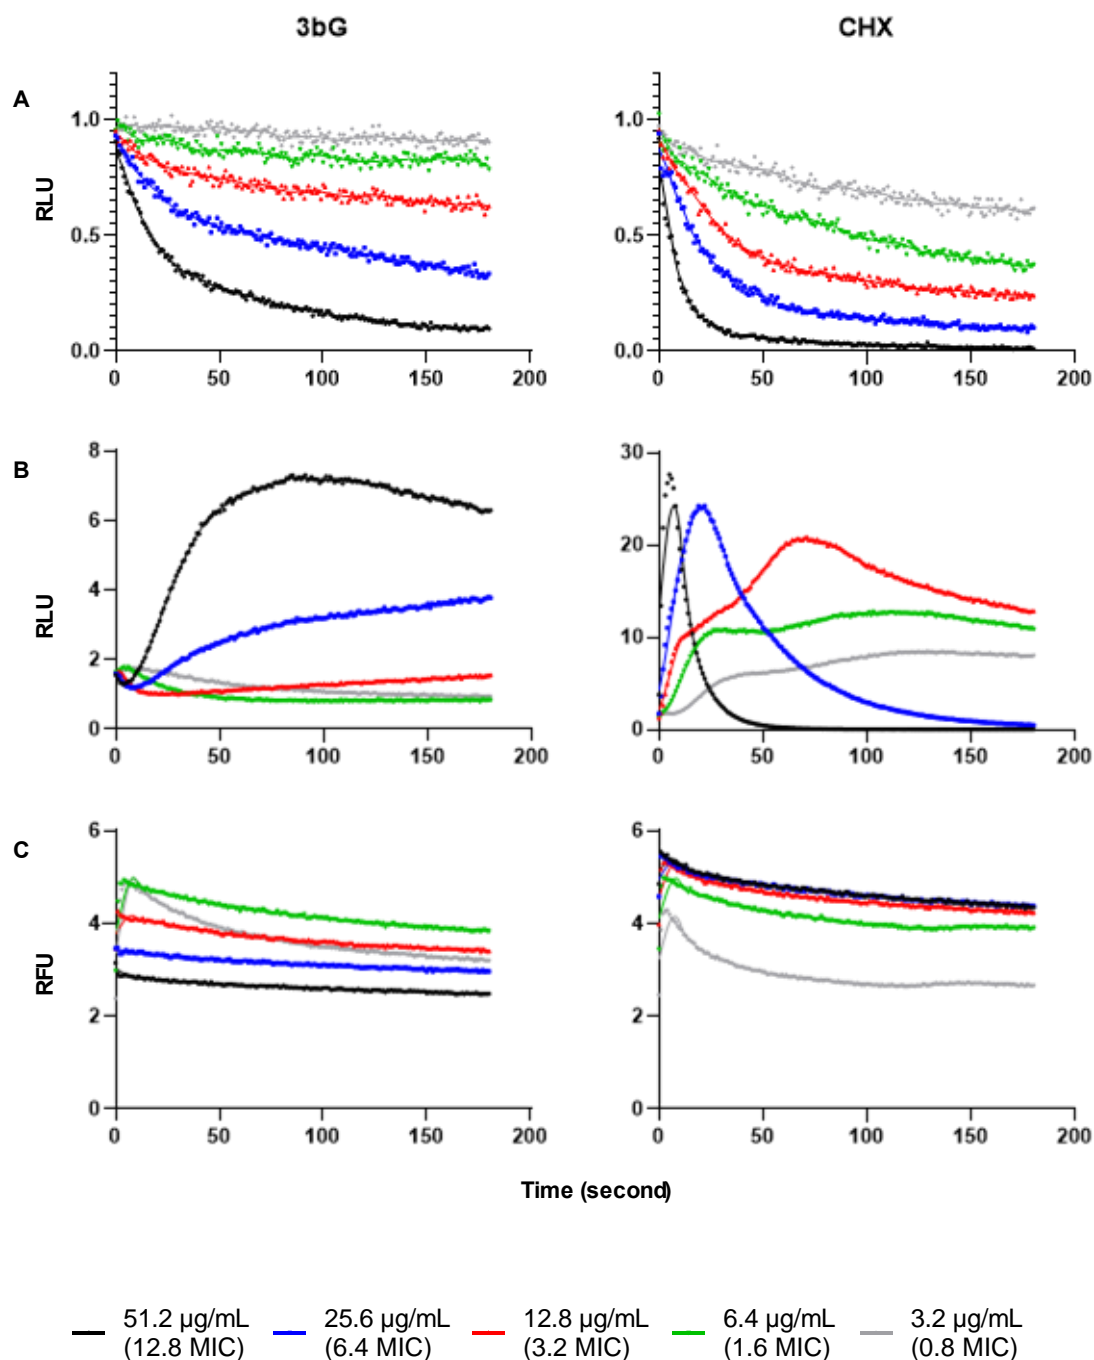 3bG CHX
A
RLU
1.0 1.0
0.5 0.5
0.0 0.0
0 50 100 150 200 0 50 100 150 200
B
RLU
8 30
6 20
4 10
2 0
0
0 50 100 150 200 0 50 100 150 200
C
RFU
6 6
4 4
2 2
0 0
0 50 100 150 200 0 50 100 150 200
Time (second)
51.2 µg/mL 25.6 µg/mL 12.8 µg/mL 6.4 µg/mL 3.2 µg/mL
(12.8 MIC) (6.4 MIC) (3.2 MIC) (1.6 MIC) (0.8 MIC)